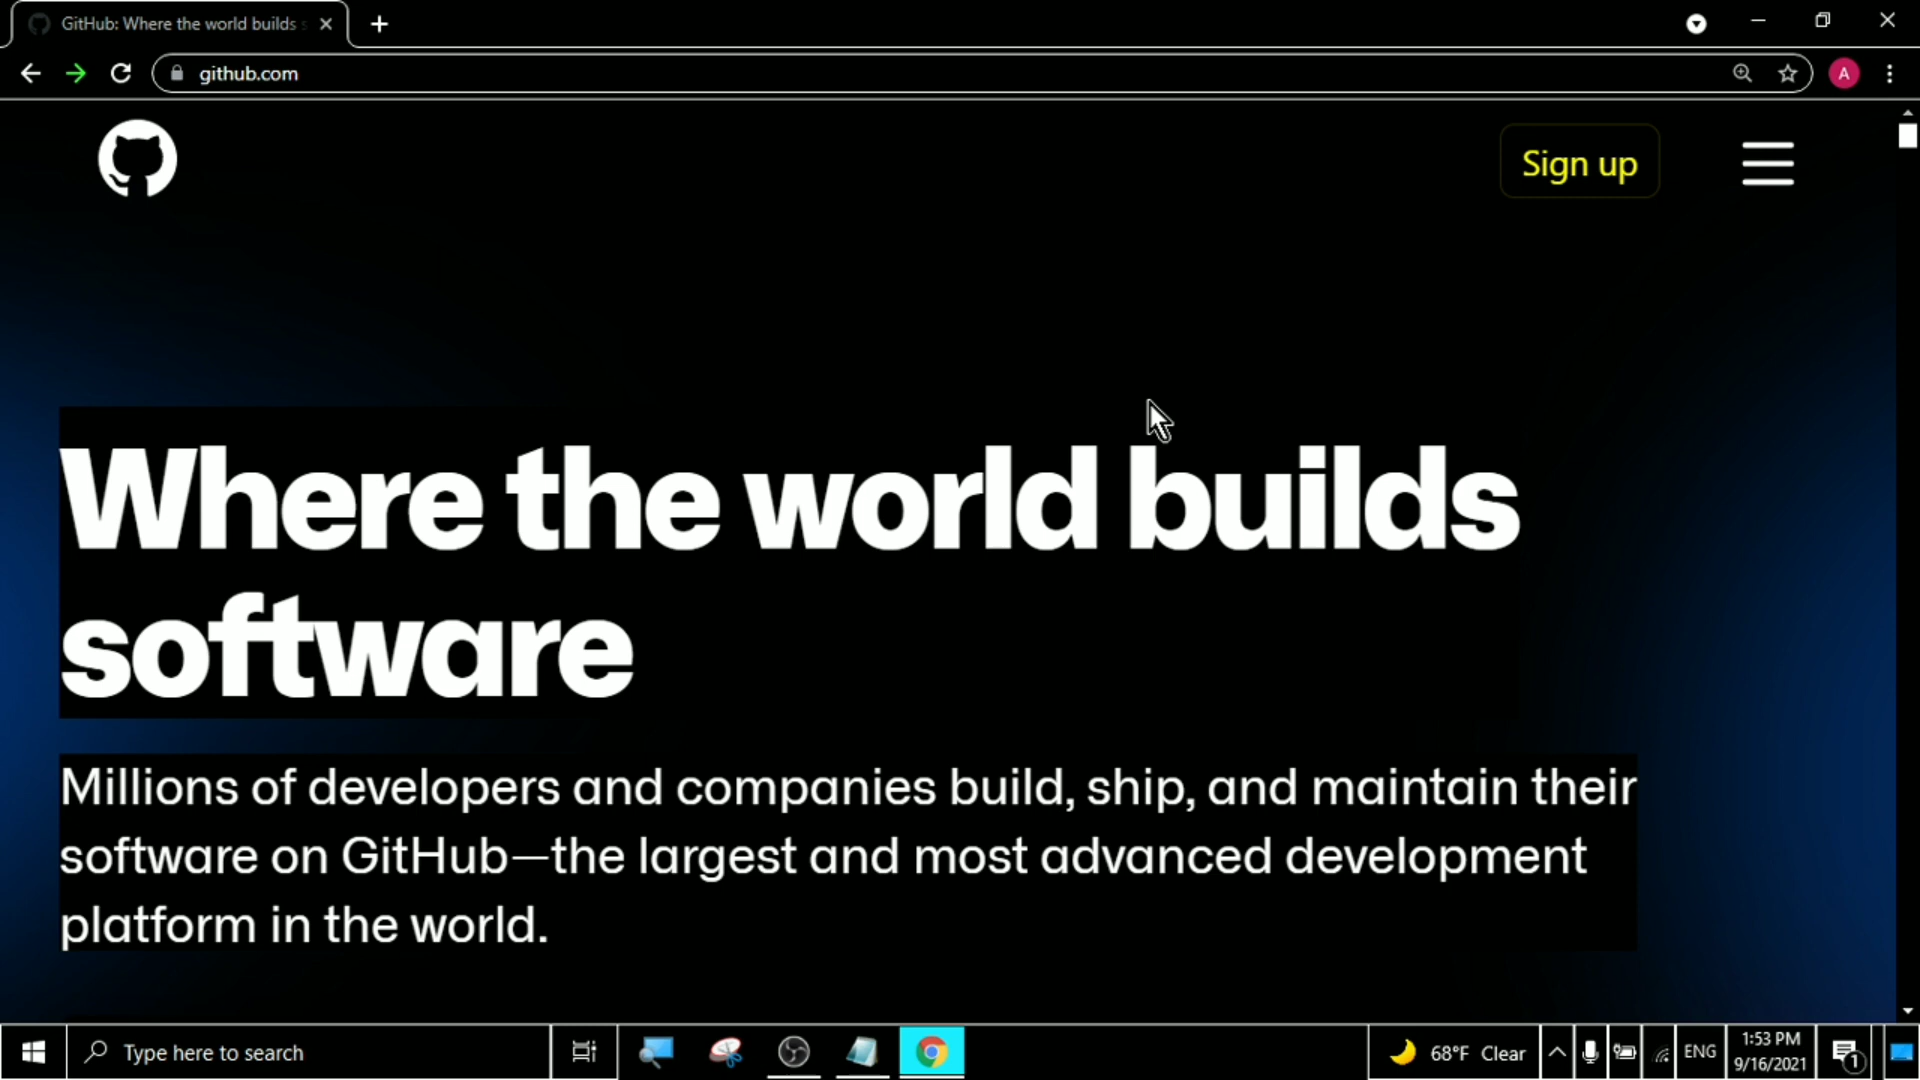 GitHub: Where the world builds
github.com
A
Sign up
Where the world builds
software
Millions of developers and companies build, ship, and maintain their
software on GitHub—the largest and most advanced development
platform in the world.
Type here to search
68°F Clear
ENG
1:53 PM
9/16/2021
1